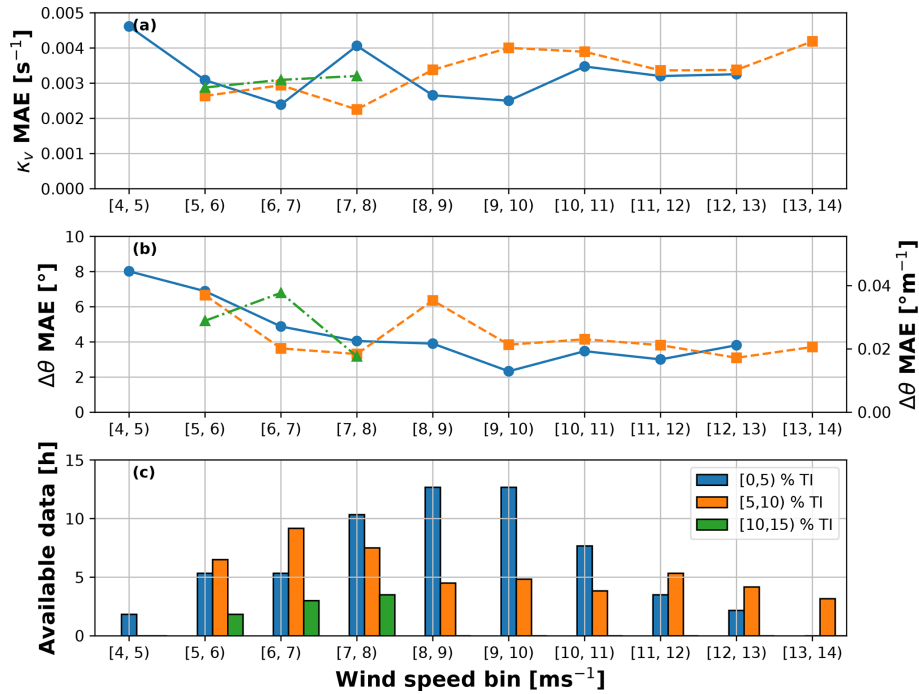 (a)
κᵥ MAE [s⁻¹]
0.005
0.004
0.003
0.002
0.001
0.000
[4, 5) [5, 6) [6, 7) [7, 8) [8, 9) [9, 10) [10, 11) [11, 12) [12, 13) [13, 14)
(b)
Δθ MAE [°]
10
8
6
4
2
0
Δθ MAE [°m⁻¹]
0.04
0.02
0.00
[4, 5) [5, 6) [6, 7) [7, 8) [8, 9) [9, 10) [10, 11) [11, 12) [12, 13) [13, 14)
(c)
Available data [h]
15
10
5
0
[0,5) % TI
[5,10) % TI
[10,15) % TI
[4, 5) [5, 6) [6, 7) [7, 8) [8, 9) [9, 10) [10, 11) [11, 12) [12, 13) [13, 14)
Wind speed bin [ms⁻¹]